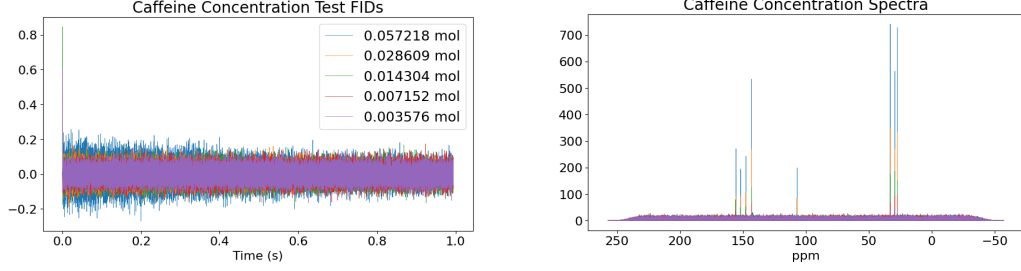 Caffeine Concentration Test FIDs
0.8
0.6
0.4
0.2
0.0
−0.2
0.057218 mol
0.028609 mol
0.014304 mol
0.007152 mol
0.003576 mol
0.0 0.2 0.4 0.6 0.8 1.0
Time (s)
Caffeine Concentration Spectra
700
600
500
400
300
200
100
0
250 200 150 100 50 0 −50
ppm